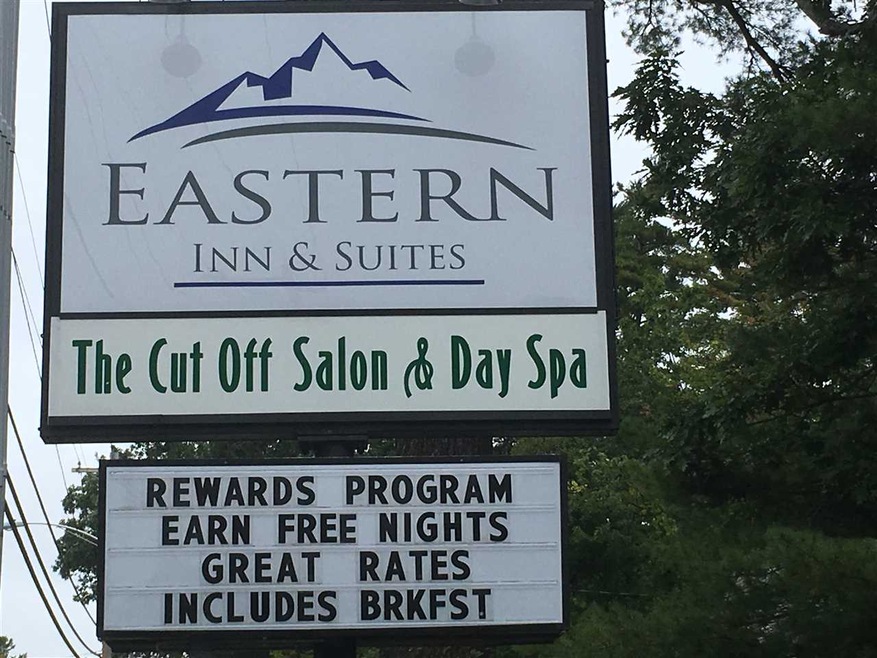 EASTERN
INN & SUITES
The Cut Off Salon & Day Spa
REWARDS PROGRAM
EARN FREE NIGHTS
GREAT RATES
INCLUDES BRKFST